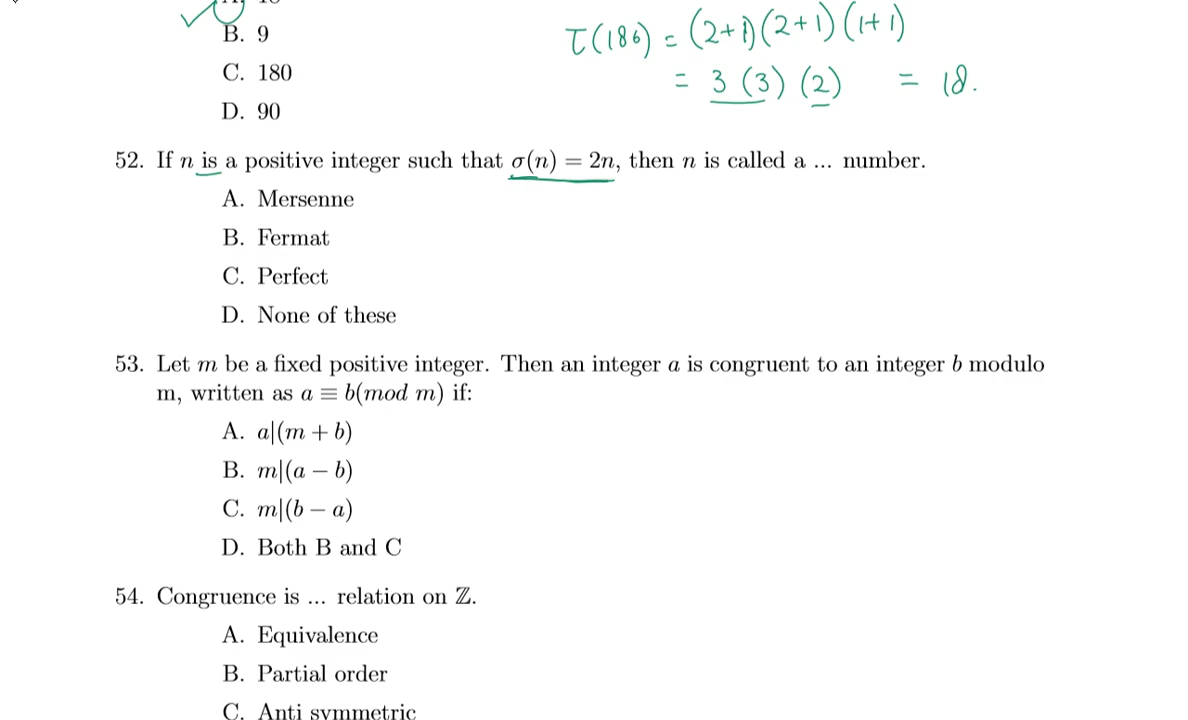 B. 9
τ(180) = (2+1)(2+1)(1+1)
C. 180
= 3 (3) (2) = 18.
D. 90
52. If n is a positive integer such that σ(n) = 2n, then n is called a ... number.
A. Mersenne
B. Fermat
C. Perfect
D. None of these
53. Let m be a fixed positive integer. Then an integer a is congruent to an integer b modulo
m, written as a ≡ b(mod m) if:
A. a|(m + b)
B. m|(a − b)
C. m|(b − a)
D. Both B and C
54. Congruence is ... relation on ℤ.
A. Equivalence
B. Partial order
C. Anti symmetric